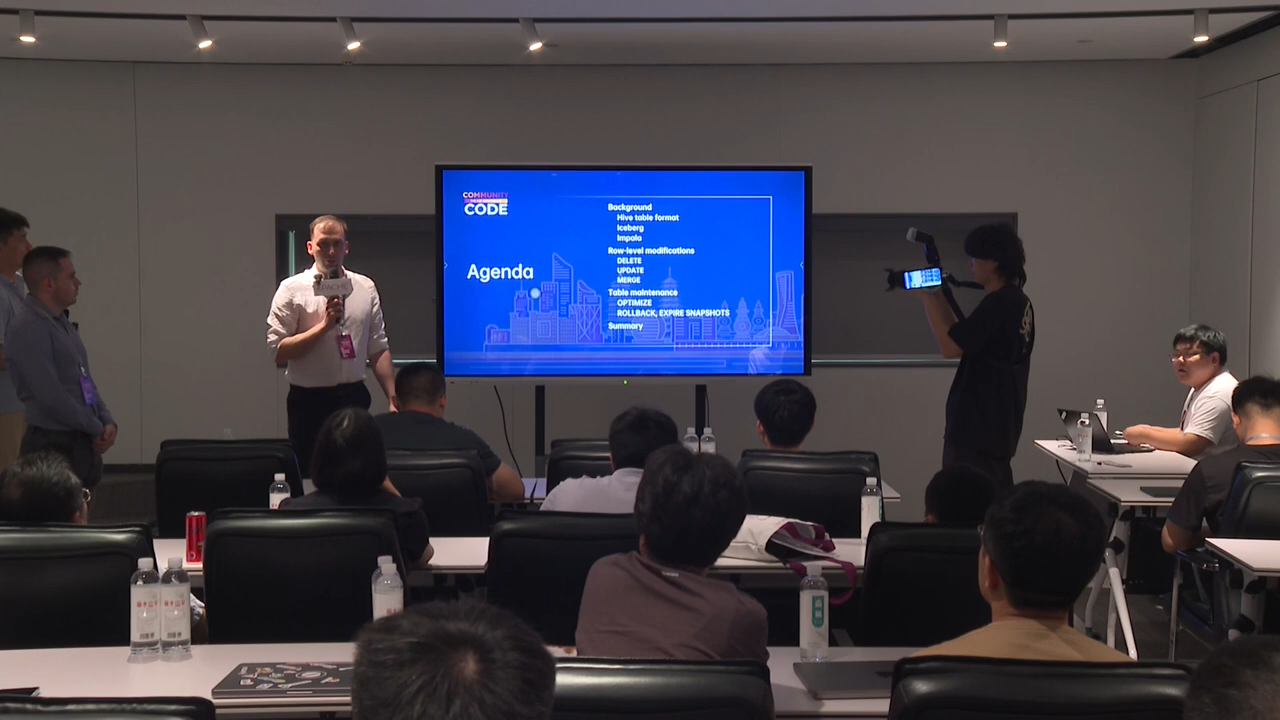 COMMUNITY
CODE
Agenda
Background
Hive table format
Iceberg
Impala
Row-level modifications
DELETE
UPDATE
MERGE
Table maintenance
OPTIMIZE
ROLLBACK, EXPIRE SNAPSHOTS
Summary
APACHE